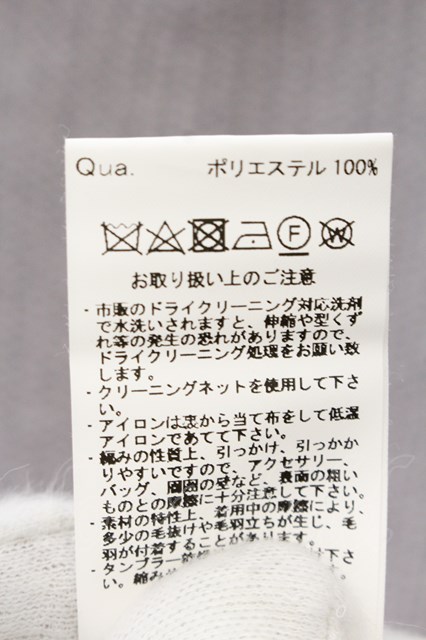 Qua. ポリエステル 100%
F W
お取り扱い上のご注意
・市販のドライクリーニング対応洗剤
で水洗いされますと、伸縮や型くず
れ等の発生の恐れがありますので、
ドライクリーニング処理をお願い致
します。
・クリーニングネットを使用して下さ
い。
・アイロンは裏から当て布をして低温
アイロンであてて下さい。
・編みの性質上、引っかけ、引っかか
りやすいですので、アクセサリー、
バッグ、周囲の壁など、表面の粗い
ものとの摩擦に十分注意して下さい。
・素材の特性上、着用中の摩擦により、
多少の毛抜けや毛羽立ちが生じ、毛
羽が付着することがあります。
・タンブラー 下さ
い。縮み